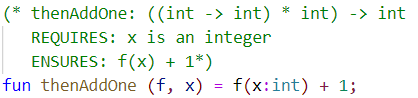 (* thenAddOne: ((int -> int) * int) -> int
REQUIRES: x is an integer
ENSURES: f(x) + 1*)
fun thenAddOne (f, x) = f(x:int) + 1;